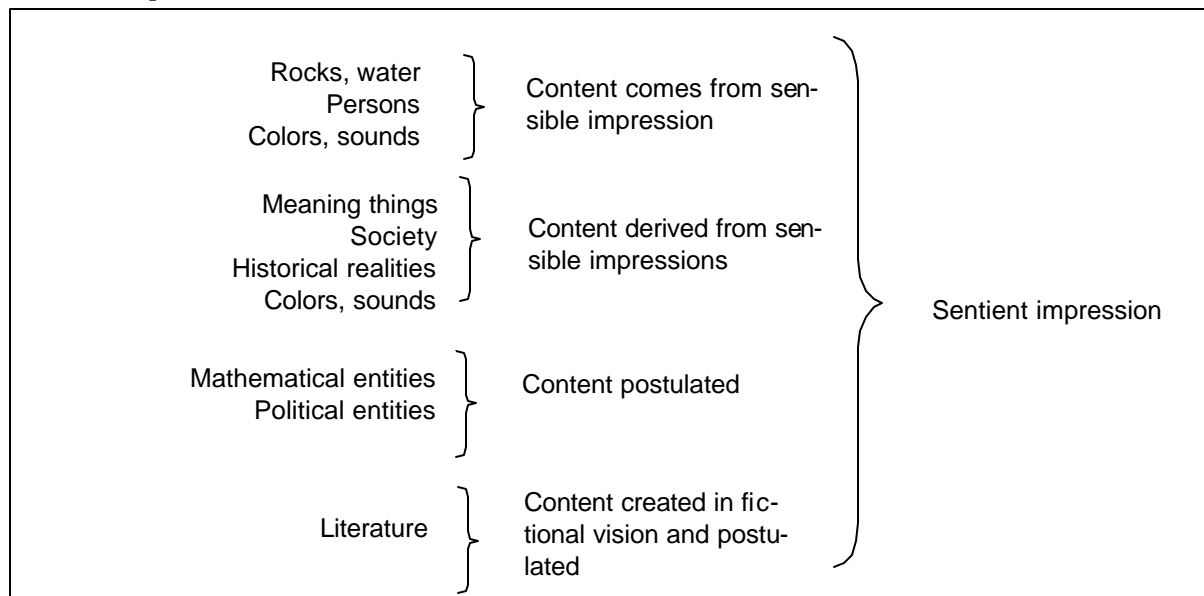 Rocks, water
Persons
Colors, sounds
Content comes from sen-
sible impression
Meaning things
Society
Historical realities
Colors, sounds
Content derived from sen-
sible impressions
Mathematical entities
Political entities
Content postulated
Literature
Content created in fic-
tional vision and postu-
lated
Sentient impression